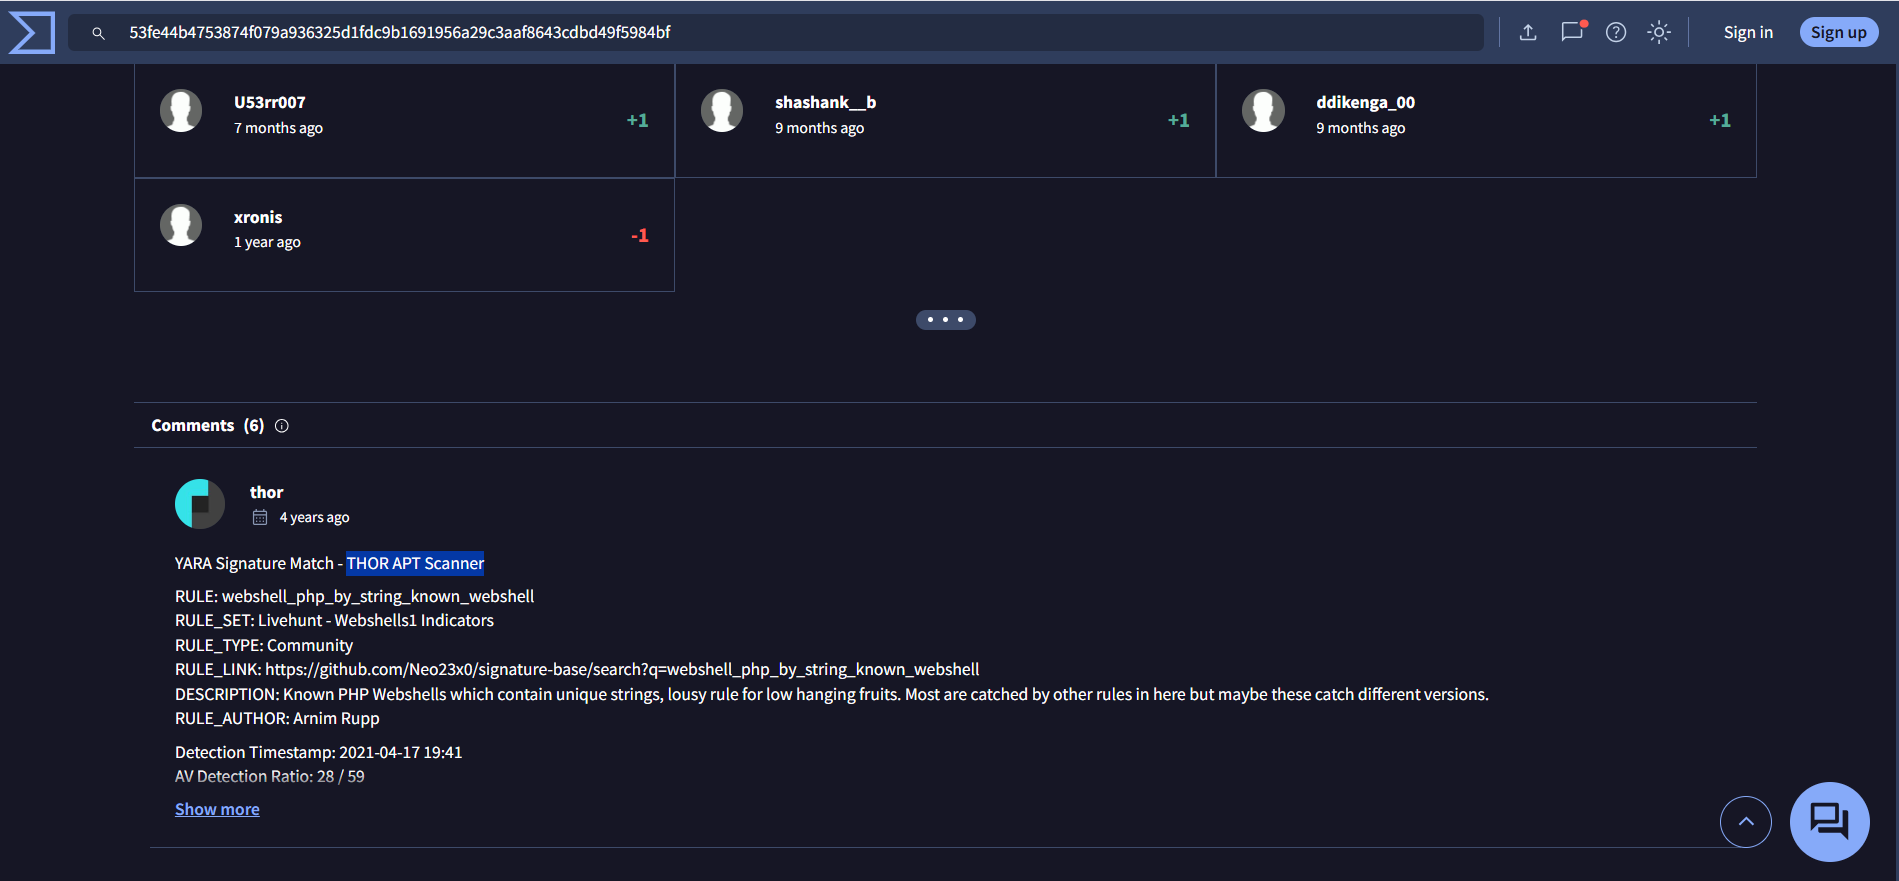 53fe44b4753874f079a936325d1fdc9b1691956a29c3aaf8643cdbd49f5984bf
Sign in
Sign up
U53rr007
7 months ago
+1
shashank__b
9 months ago
+1
ddikenga_00
9 months ago
+1
xronis
1 year ago
-1
Comments (6)
thor
4 years ago
YARA Signature Match - THOR APT Scanner
RULE: webshell_php_by_string_known_webshell
RULE_SET: Livehunt - Webshells1 Indicators
RULE_TYPE: Community
RULE_LINK: https://github.com/Neo23x0/signature-base/search?q=webshell_php_by_string_known_webshell
DESCRIPTION: Known PHP Webshells which contain unique strings, lousy rule for low hanging fruits. Most are catched by other rules in here but maybe these catch different versions.
RULE_AUTHOR: Arnim Rupp
Detection Timestamp: 2021-04-17 19:41
AV Detection Ratio: 28 / 59
Show more